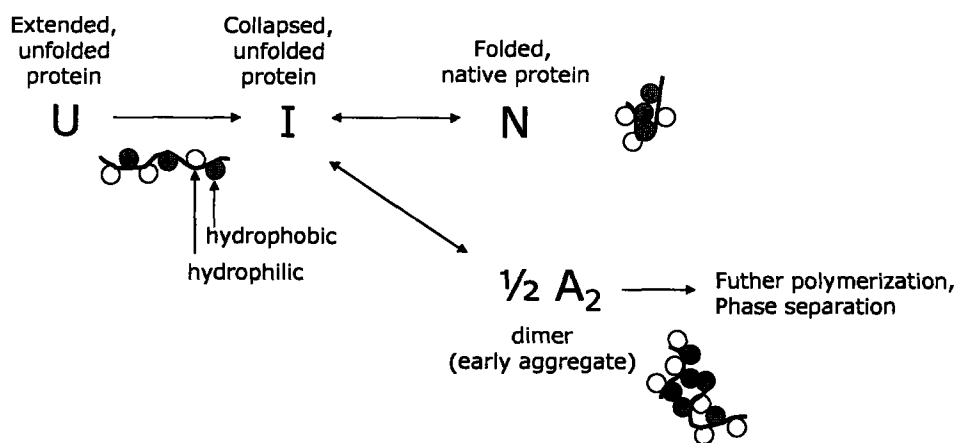 Extended,
unfolded
protein
U
Collapsed,
unfolded
protein
I
Folded,
native protein
N
hydrophobic
hydrophilic
½ A₂
dimer
(early aggregate)
Futher polymerization,
Phase separation